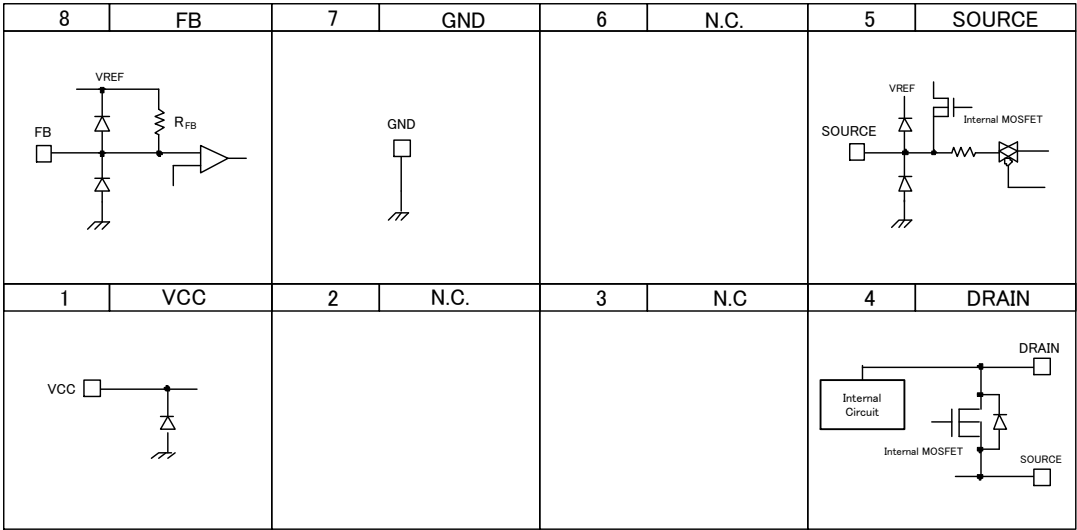 8 FB 7 GND 6 N.C. 5 SOURCE
VREF
FB
R_FB
GND
VREF
Internal MOSFET
SOURCE
1 VCC 2 N.C. 3 N.C 4 DRAIN
VCC
DRAIN
Internal
Circuit
Internal MOSFET
SOURCE